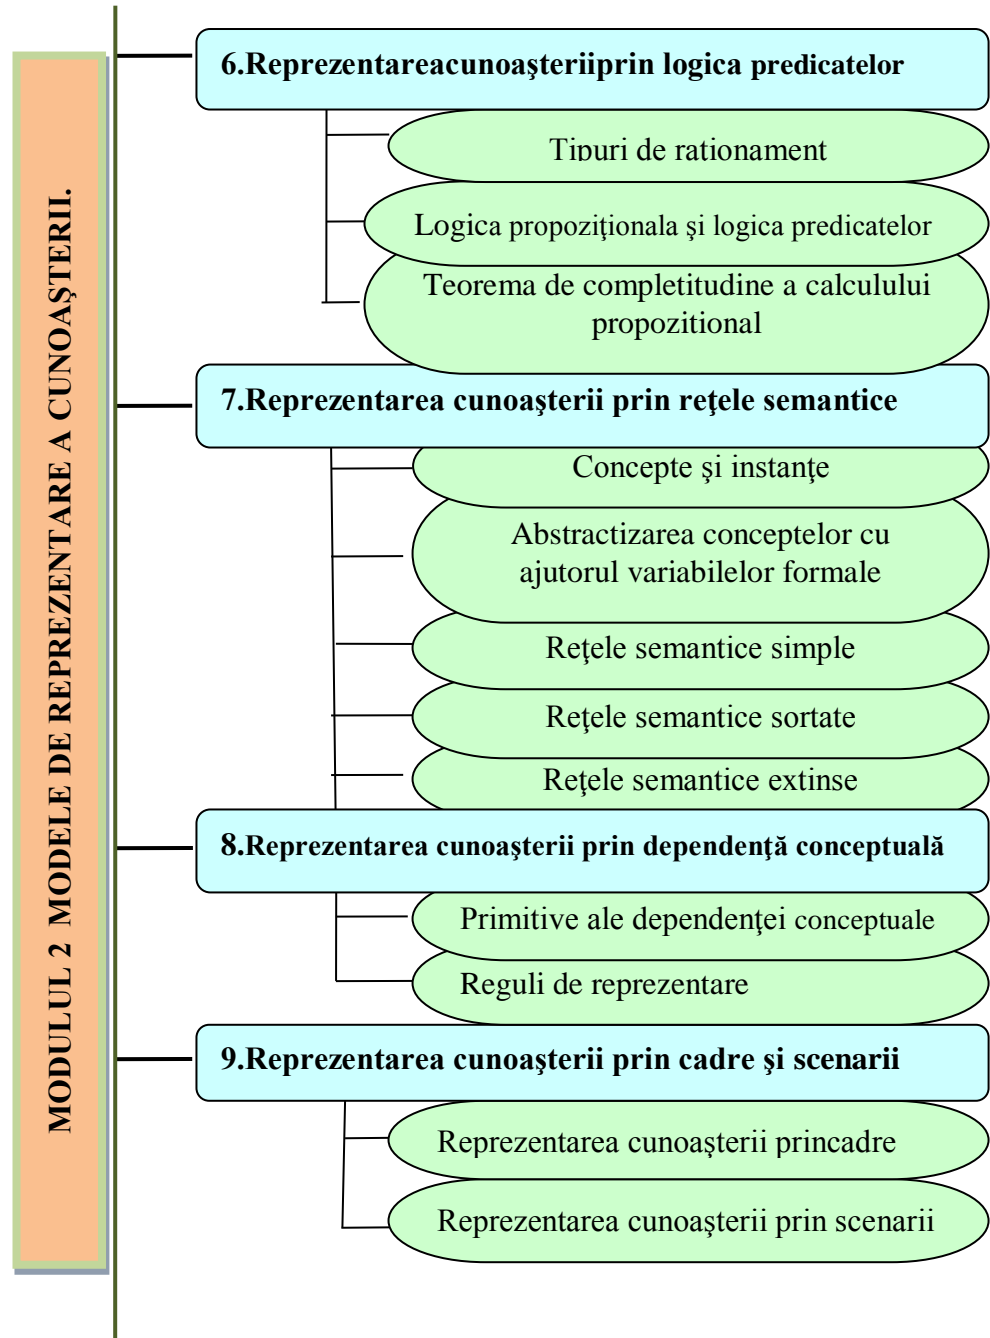 MODULUL 2 MODELE DE REPREZENTARE A CUNOAŞTERII.
6.Reprezentareacunoaşteriiprin logica predicatelor
Tipuri de rationament
Logica propoziţionala şi logica predicatelor
Teorema de completitudine a calculului
propozitional
7.Reprezentarea cunoaşterii prin reţele semantice
Concepte şi instanţe
Abstractizarea conceptelor cu
ajutorul variabilelor formale
Reţele semantice simple
Reţele semantice sortate
Reţele semantice extinse
8.Reprezentarea cunoaşterii prin dependenţă conceptuală
Primitive ale dependenţei conceptuale
Reguli de reprezentare
9.Reprezentarea cunoaşterii prin cadre şi scenarii
Reprezentarea cunoaşterii princadre
Reprezentarea cunoaşterii prin scenarii